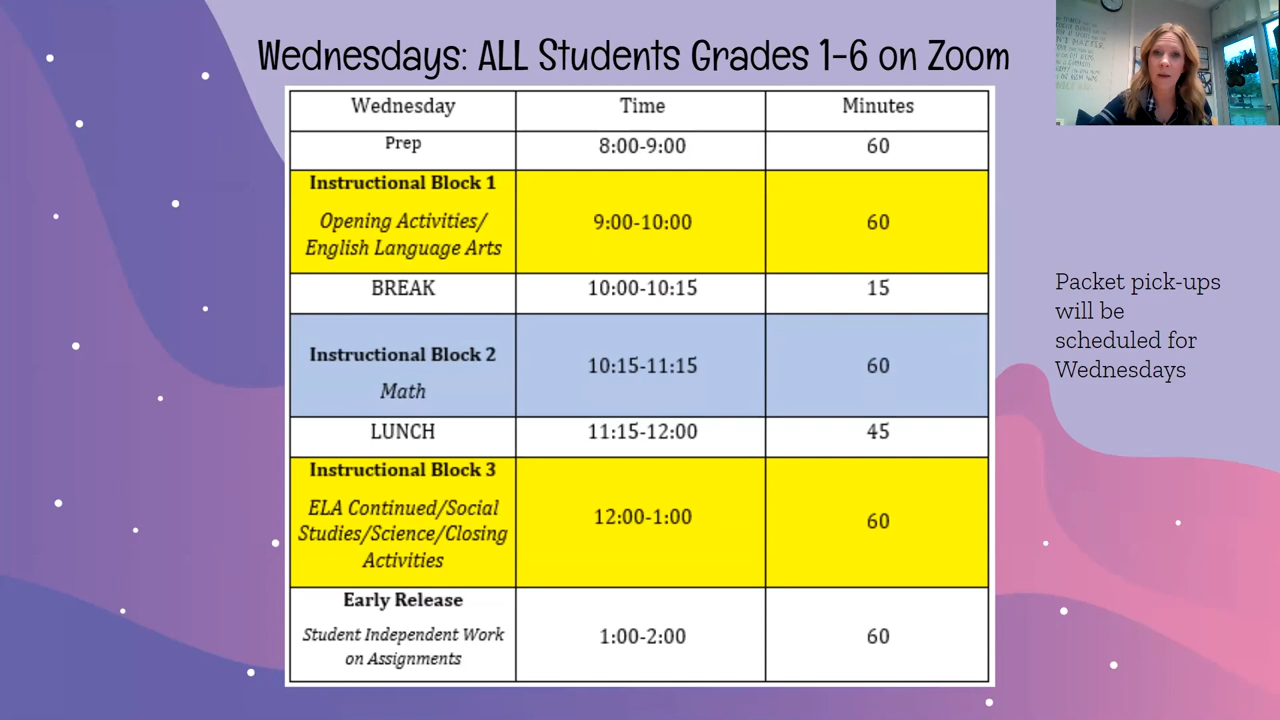 Wednesdays: ALL Students Grades 1-6 on Zoom
Wednesday Time Minutes
Prep 8:00-9:00 60
Instructional Block 1
Opening Activities/
English Language Arts
9:00-10:00 60
BREAK 10:00-10:15 15
Instructional Block 2
Math
10:15-11:15 60
LUNCH 11:15-12:00 45
Instructional Block 3
ELA Continued/Social
Studies/Science/Closing
Activities
12:00-1:00 60
Early Release
Student Independent Work
on Assignments
1:00-2:00 60
Packet pick-ups
will be
scheduled for
Wednesdays